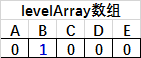 levelArray数组
A B C D E
0 1 0 0 0